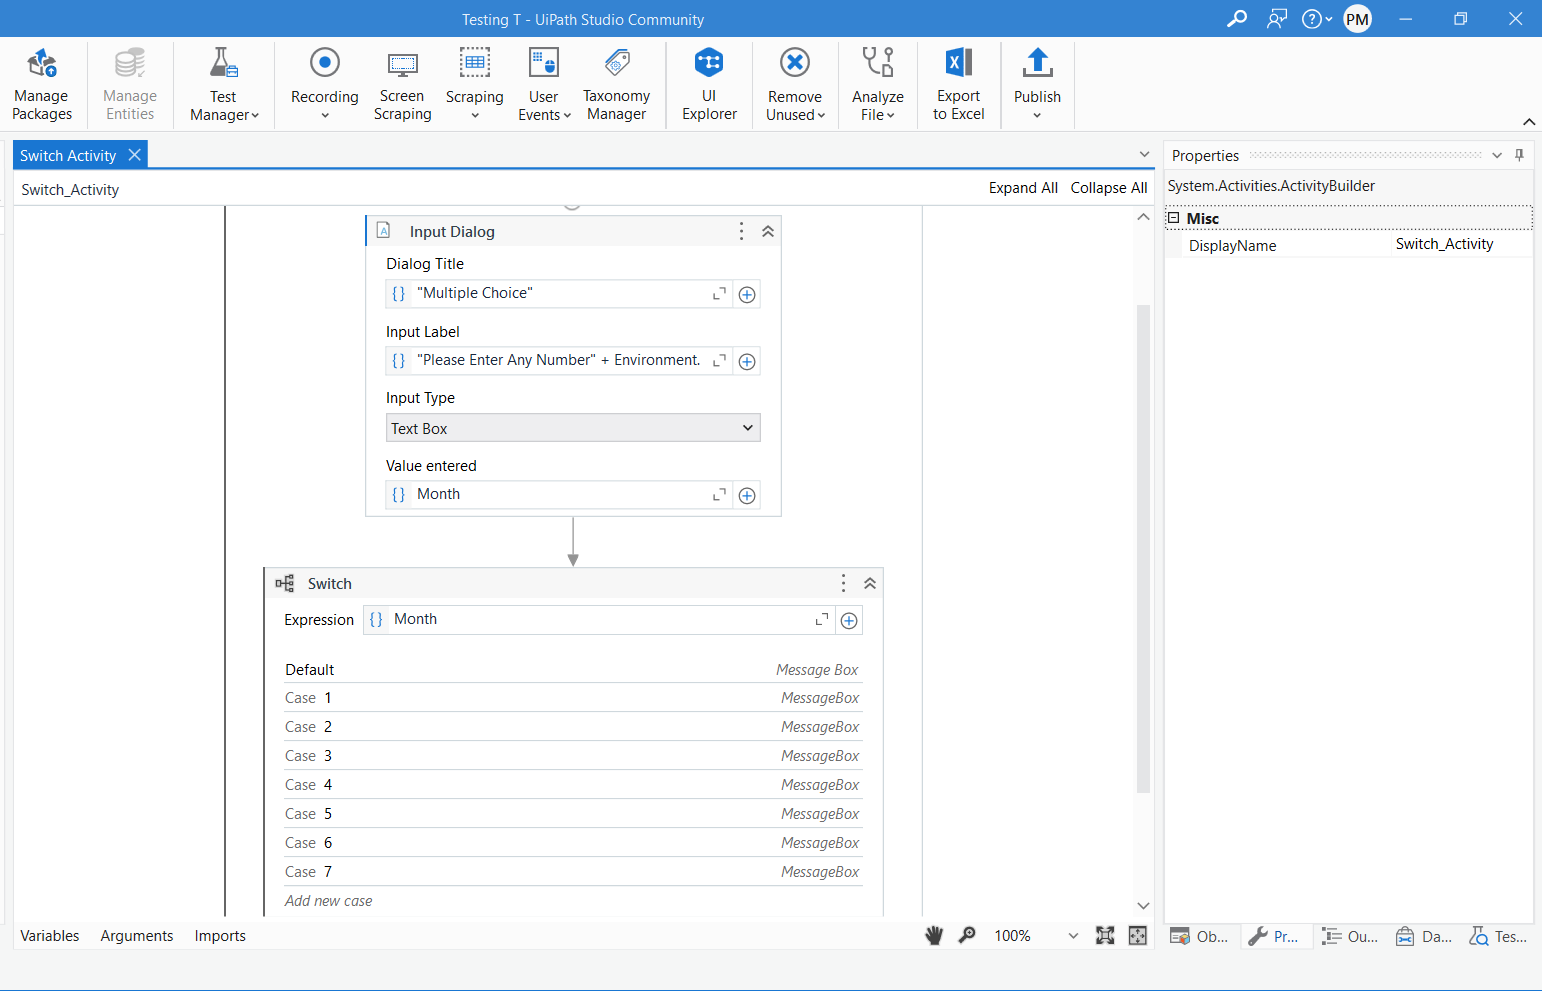 Testing T - UiPath Studio Community
PM
Manage Packages
Manage Entities
Test Manager
Recording
Screen Scraping
Scraping
User Events
Taxonomy Manager
UI Explorer
Remove Unused
Analyze File
Export to Excel
Publish
Switch Activity
Switch_Activity
Expand All Collapse All
Input Dialog
Dialog Title
"Multiple Choice"
Input Label
"Please Enter Any Number" + Environment.
Input Type
Text Box
Value entered
Month
Switch
Expression Month
Default Message Box
Case 1 MessageBox
Case 2 MessageBox
Case 3 MessageBox
Case 4 MessageBox
Case 5 MessageBox
Case 6 MessageBox
Case 7 MessageBox
Add new case
Variables Arguments Imports
100%
Properties
System.Activities.ActivityBuilder
Misc
DisplayName Switch_Activity
Ob... Pr... Ou... Da... Tes...